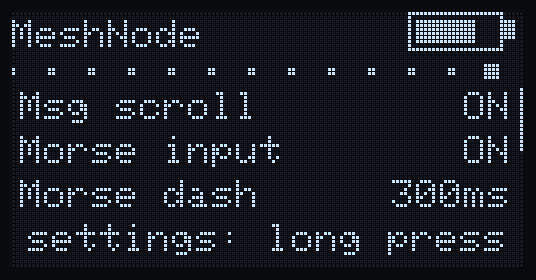 MeshNode
Msg scroll ON
Morse input ON
Morse dash 300ms
settings: long press